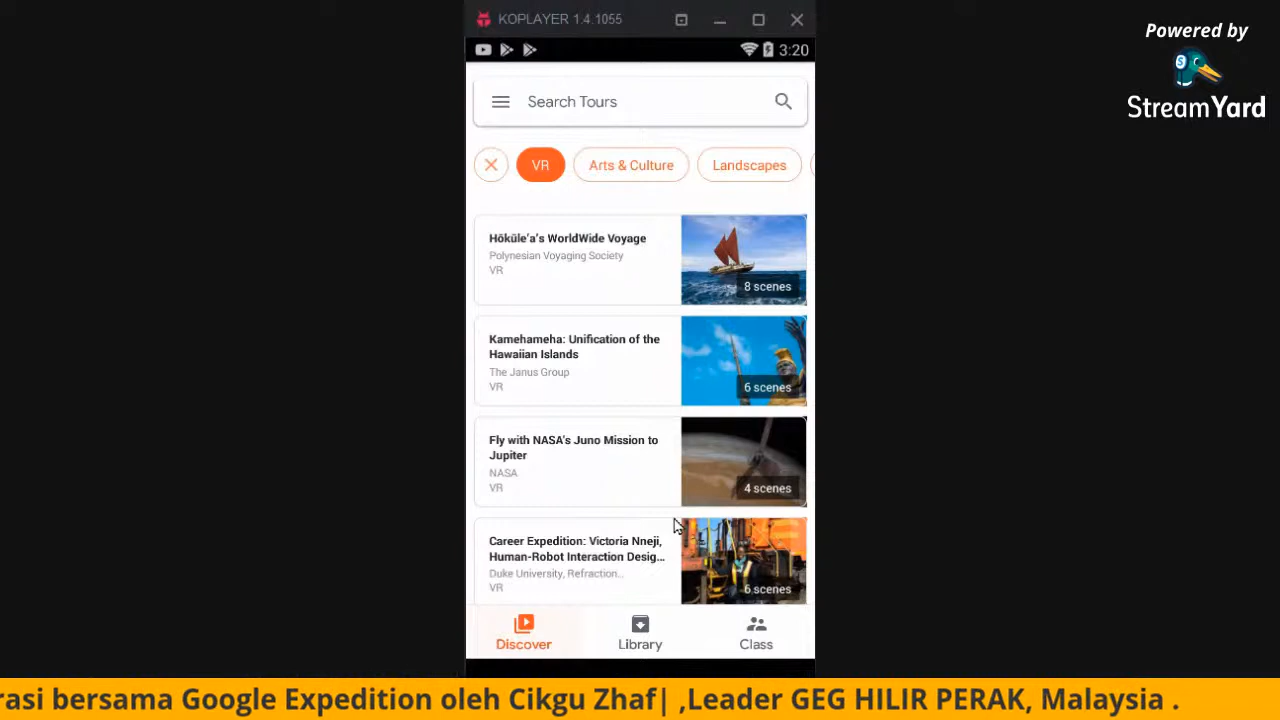 KOPLAYER 1.4.1055
Powered by
StreamYard
3:20
Search Tours
VR
Arts & Culture
Landscapes
Hōkūleʻa's WorldWide Voyage
Polynesian Voyaging Society
VR
8 scenes
Kamehameha: Unification of the
Hawaiian Islands
The Janus Group
VR
6 scenes
Fly with NASA's Juno Mission to
Jupiter
NASA
VR
4 scenes
Career Expedition: Victoria Nneji,
Human-Robot Interaction Desig...
Duke University, Refraction...
VR
6 scenes
Discover
Library
Class
rasi bersama Google Expedition oleh Cikgu Zhaf| ,Leader GEG HILIR PERAK, Malaysia .